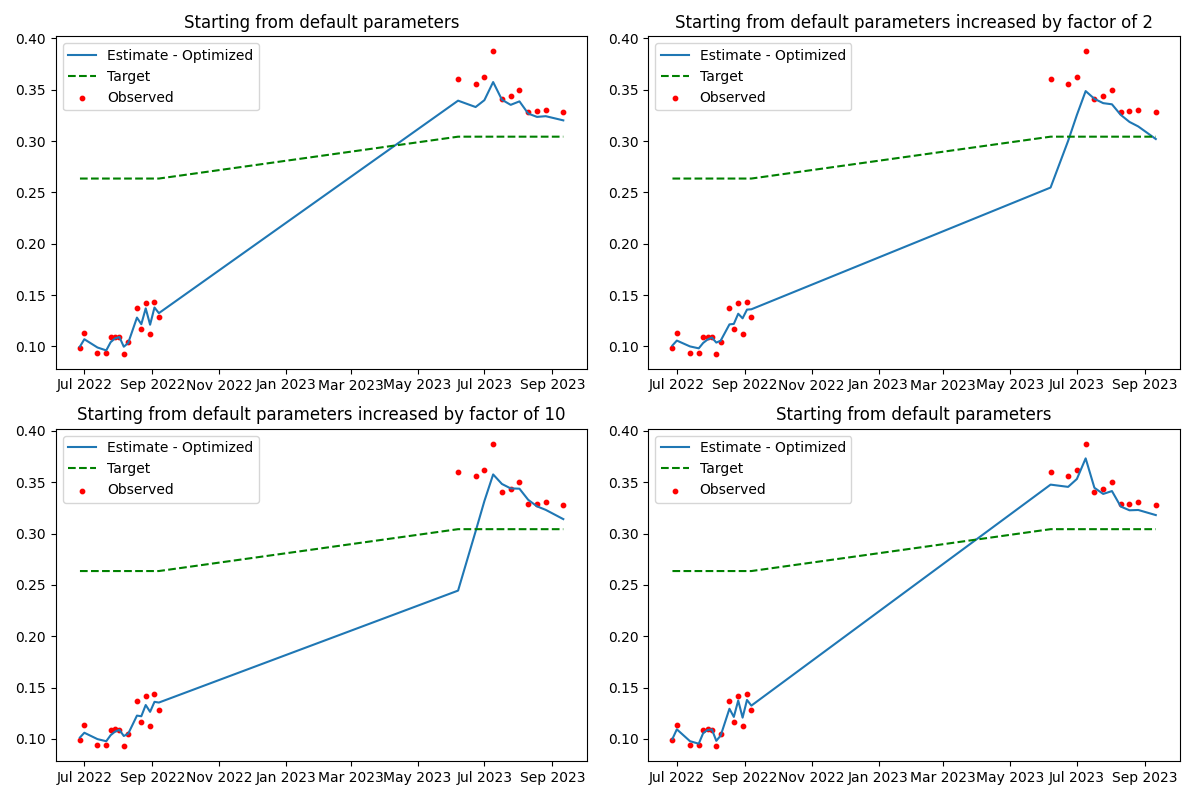 Starting from default parameters
0.40
0.35
0.30
0.25
0.20
0.15
0.10
Estimate - Optimized
Target
Observed
Jul 2022 Sep 2022 Nov 2022 Jan 2023 Mar 2023 May 2023 Jul 2023 Sep 2023
Starting from default parameters increased by factor of 2
0.40
0.35
0.30
0.25
0.20
0.15
0.10
Estimate - Optimized
Target
Observed
Jul 2022 Sep 2022 Nov 2022 Jan 2023 Mar 2023 May 2023 Jul 2023 Sep 2023
Starting from default parameters increased by factor of 10
0.40
0.35
0.30
0.25
0.20
0.15
0.10
Estimate - Optimized
Target
Observed
Jul 2022 Sep 2022 Nov 2022 Jan 2023 Mar 2023 May 2023 Jul 2023 Sep 2023
Starting from default parameters
0.40
0.35
0.30
0.25
0.20
0.15
0.10
Estimate - Optimized
Target
Observed
Jul 2022 Sep 2022 Nov 2022 Jan 2023 Mar 2023 May 2023 Jul 2023 Sep 2023